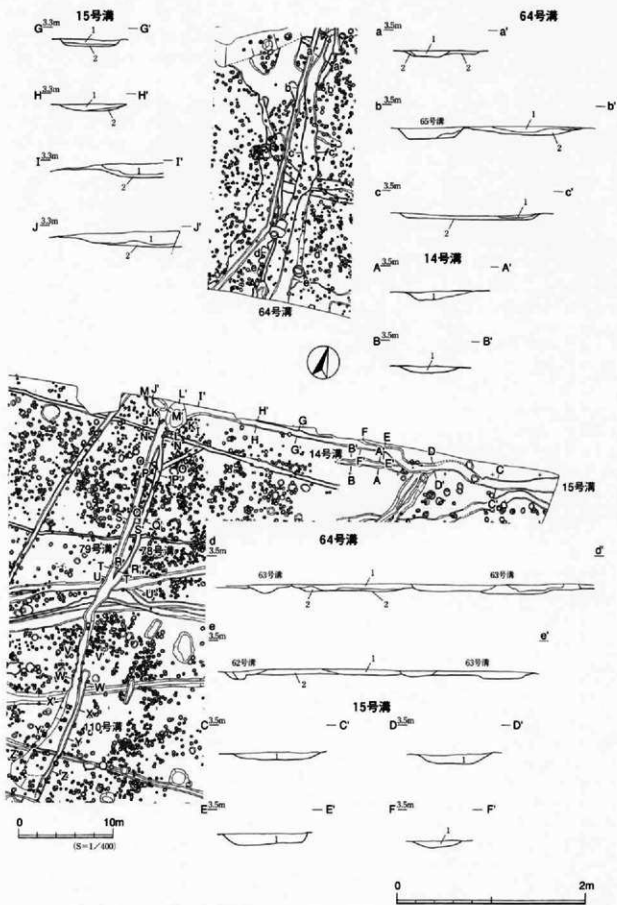 15号溝
G 3.3m 1 —G'
2
H 3.3m 1 —H'
2
I 3.3m —I'
1
2
J 3.3m —J'
1
2
64号溝
a 3.5m 1 —a'
2 2
b 3.5m b'
65号溝 1
2
c 3.5m —c'
1
2
14号溝
A 3.5m —A'
1
B 3.5m —B'
1
64号溝
14号溝
15号溝
79号溝
78号溝
110号溝
0 10m
(S=1/400)
64号溝
d 3.5m d'
63号溝 1 63号溝
2 2
e 3.5m e'
62号溝 1 63号溝
2
15号溝
C 3.5m —C' D 3.5m —D'
1 1
E 3.5m —E' F 3.5m —F'
1 1
0 2m